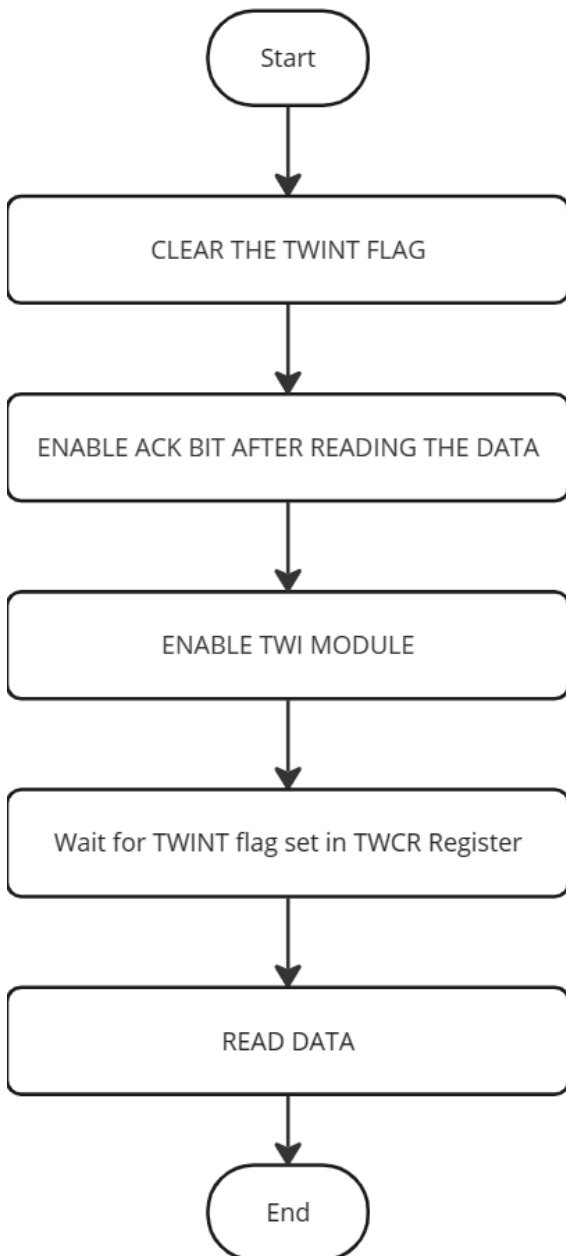 Start
CLEAR THE TWINT FLAG
ENABLE ACK BIT AFTER READING THE DATA
ENABLE TWI MODULE
Wait for TWINT flag set in TWCR Register
READ DATA
End